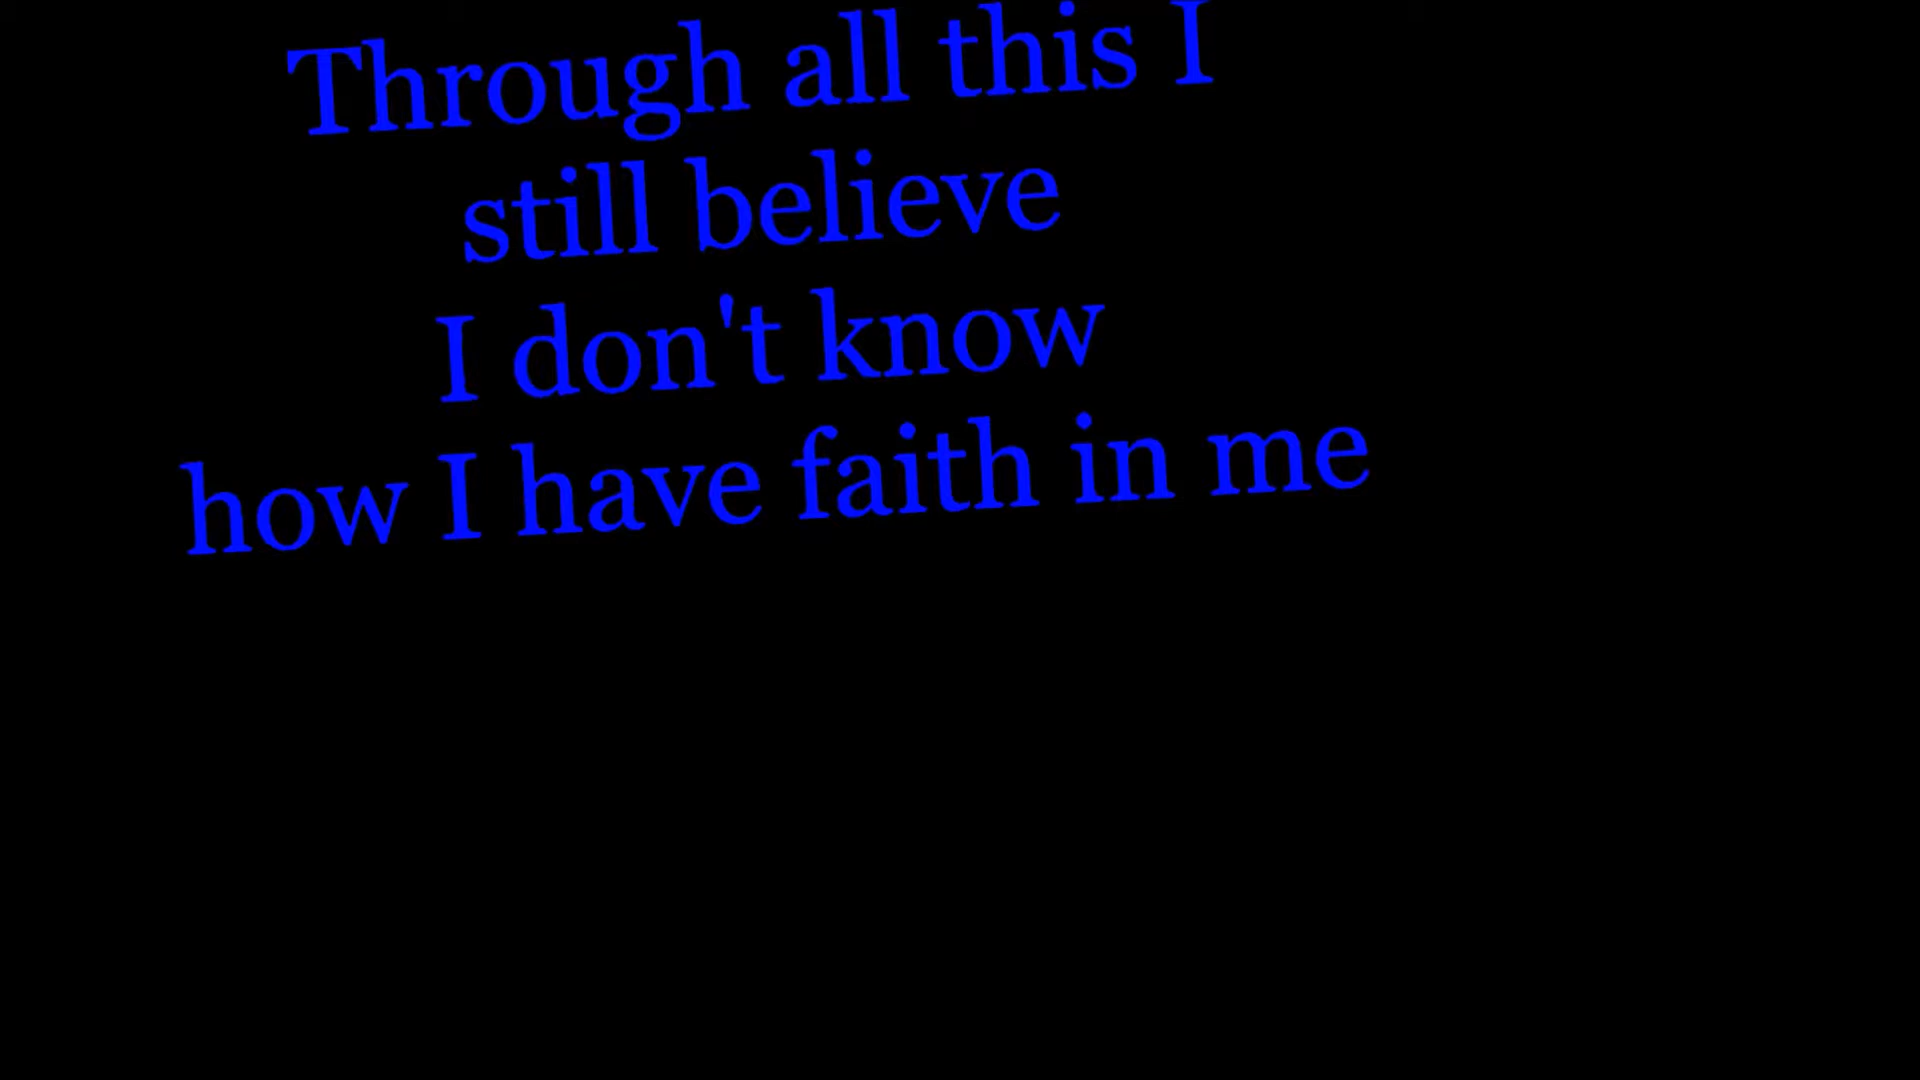 Through all this I
still believe
I don't know
how I have faith in me